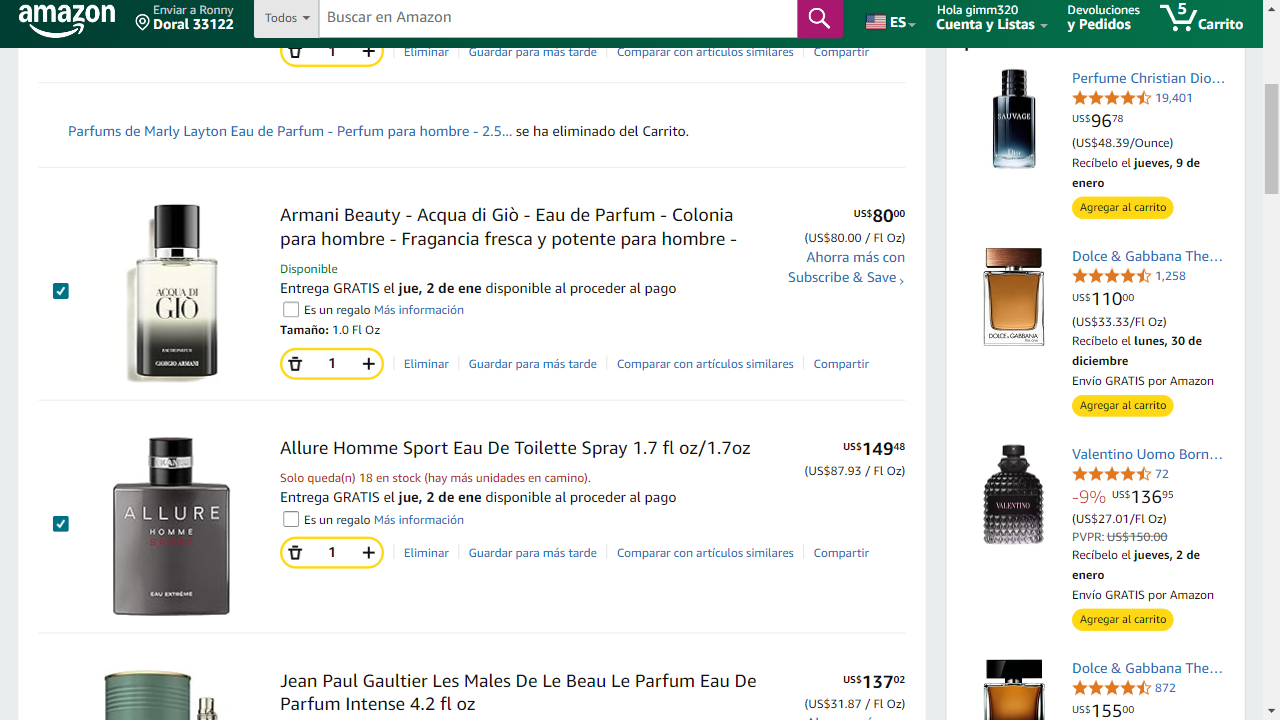 amazon
Enviar a Ronny
Doral 33122
Todos
Buscar en Amazon
ES
Hola gimm320
Cuenta y Listas
Devoluciones
y Pedidos
5
Carrito
1 + Eliminar Guardar para más tarde Comparar con artículos similares Compartir
Parfums de Marly Layton Eau de Parfum - Perfum para hombre - 2.5... se ha eliminado del Carrito.
ACQUA DI
GIÒ
EAU DE PARFUM
GIORGIO ARMANI
Armani Beauty - Acqua di Giò - Eau de Parfum - Colonia
para hombre - Fragancia fresca y potente para hombre -
US$8000
(US$80.00 / Fl Oz)
Ahorra más con
Subscribe & Save ›
Disponible
Entrega GRATIS el jue, 2 de ene disponible al proceder al pago
Es un regalo Más información
Tamaño: 1.0 Fl Oz
1 + Eliminar Guardar para más tarde Comparar con artículos similares Compartir
ALLURE
HOMME
SPORT
EAU EXTRÊME
Allure Homme Sport Eau De Toilette Spray 1.7 fl oz/1.7oz
US$14948
(US$87.93 / Fl Oz)
Solo queda(n) 18 en stock (hay más unidades en camino).
Entrega GRATIS el jue, 2 de ene disponible al proceder al pago
Es un regalo Más información
1 + Eliminar Guardar para más tarde Comparar con artículos similares Compartir
Jean Paul Gaultier Les Males De Le Beau Le Parfum Eau De
Parfum Intense 4.2 fl oz
US$13702
(US$31.87 / Fl Oz)
SAUVAGE
Dior
Perfume Christian Dio...
19,401
US$9678
(US$48.39/Ounce)
Recíbelo el jueves, 9 de
enero
Agregar al carrito
DOLCE & GABBANA
the one
Dolce & Gabbana The...
1,258
US$11000
(US$33.33/Fl Oz)
Recíbelo el lunes, 30 de
diciembre
Envío GRATIS por Amazon
Agregar al carrito
VALENTINO
Valentino Uomo Born...
72
-9% US$13695
(US$27.01/Fl Oz)
PVPR: US$150.00
Recíbelo el jueves, 2 de
enero
Envío GRATIS por Amazon
Agregar al carrito
Dolce & Gabbana The...
872
US$15500